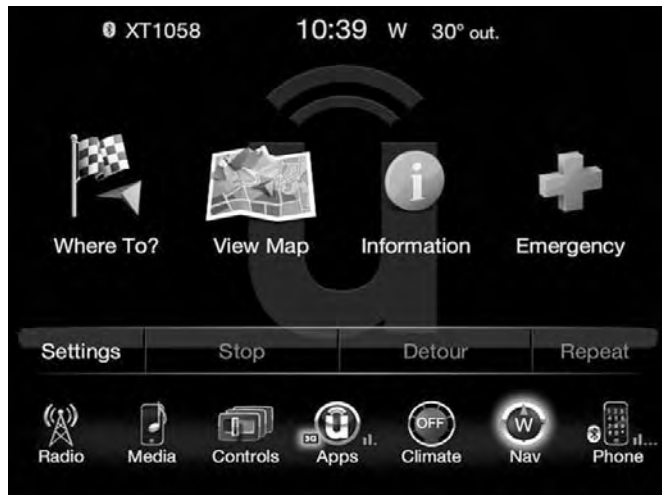 XT1058 10:39 W 30° out.
Where To? View Map Information Emergency
Settings Stop Detour Repeat
OFF W
3G
Radio Media Controls Apps Climate Nav Phone